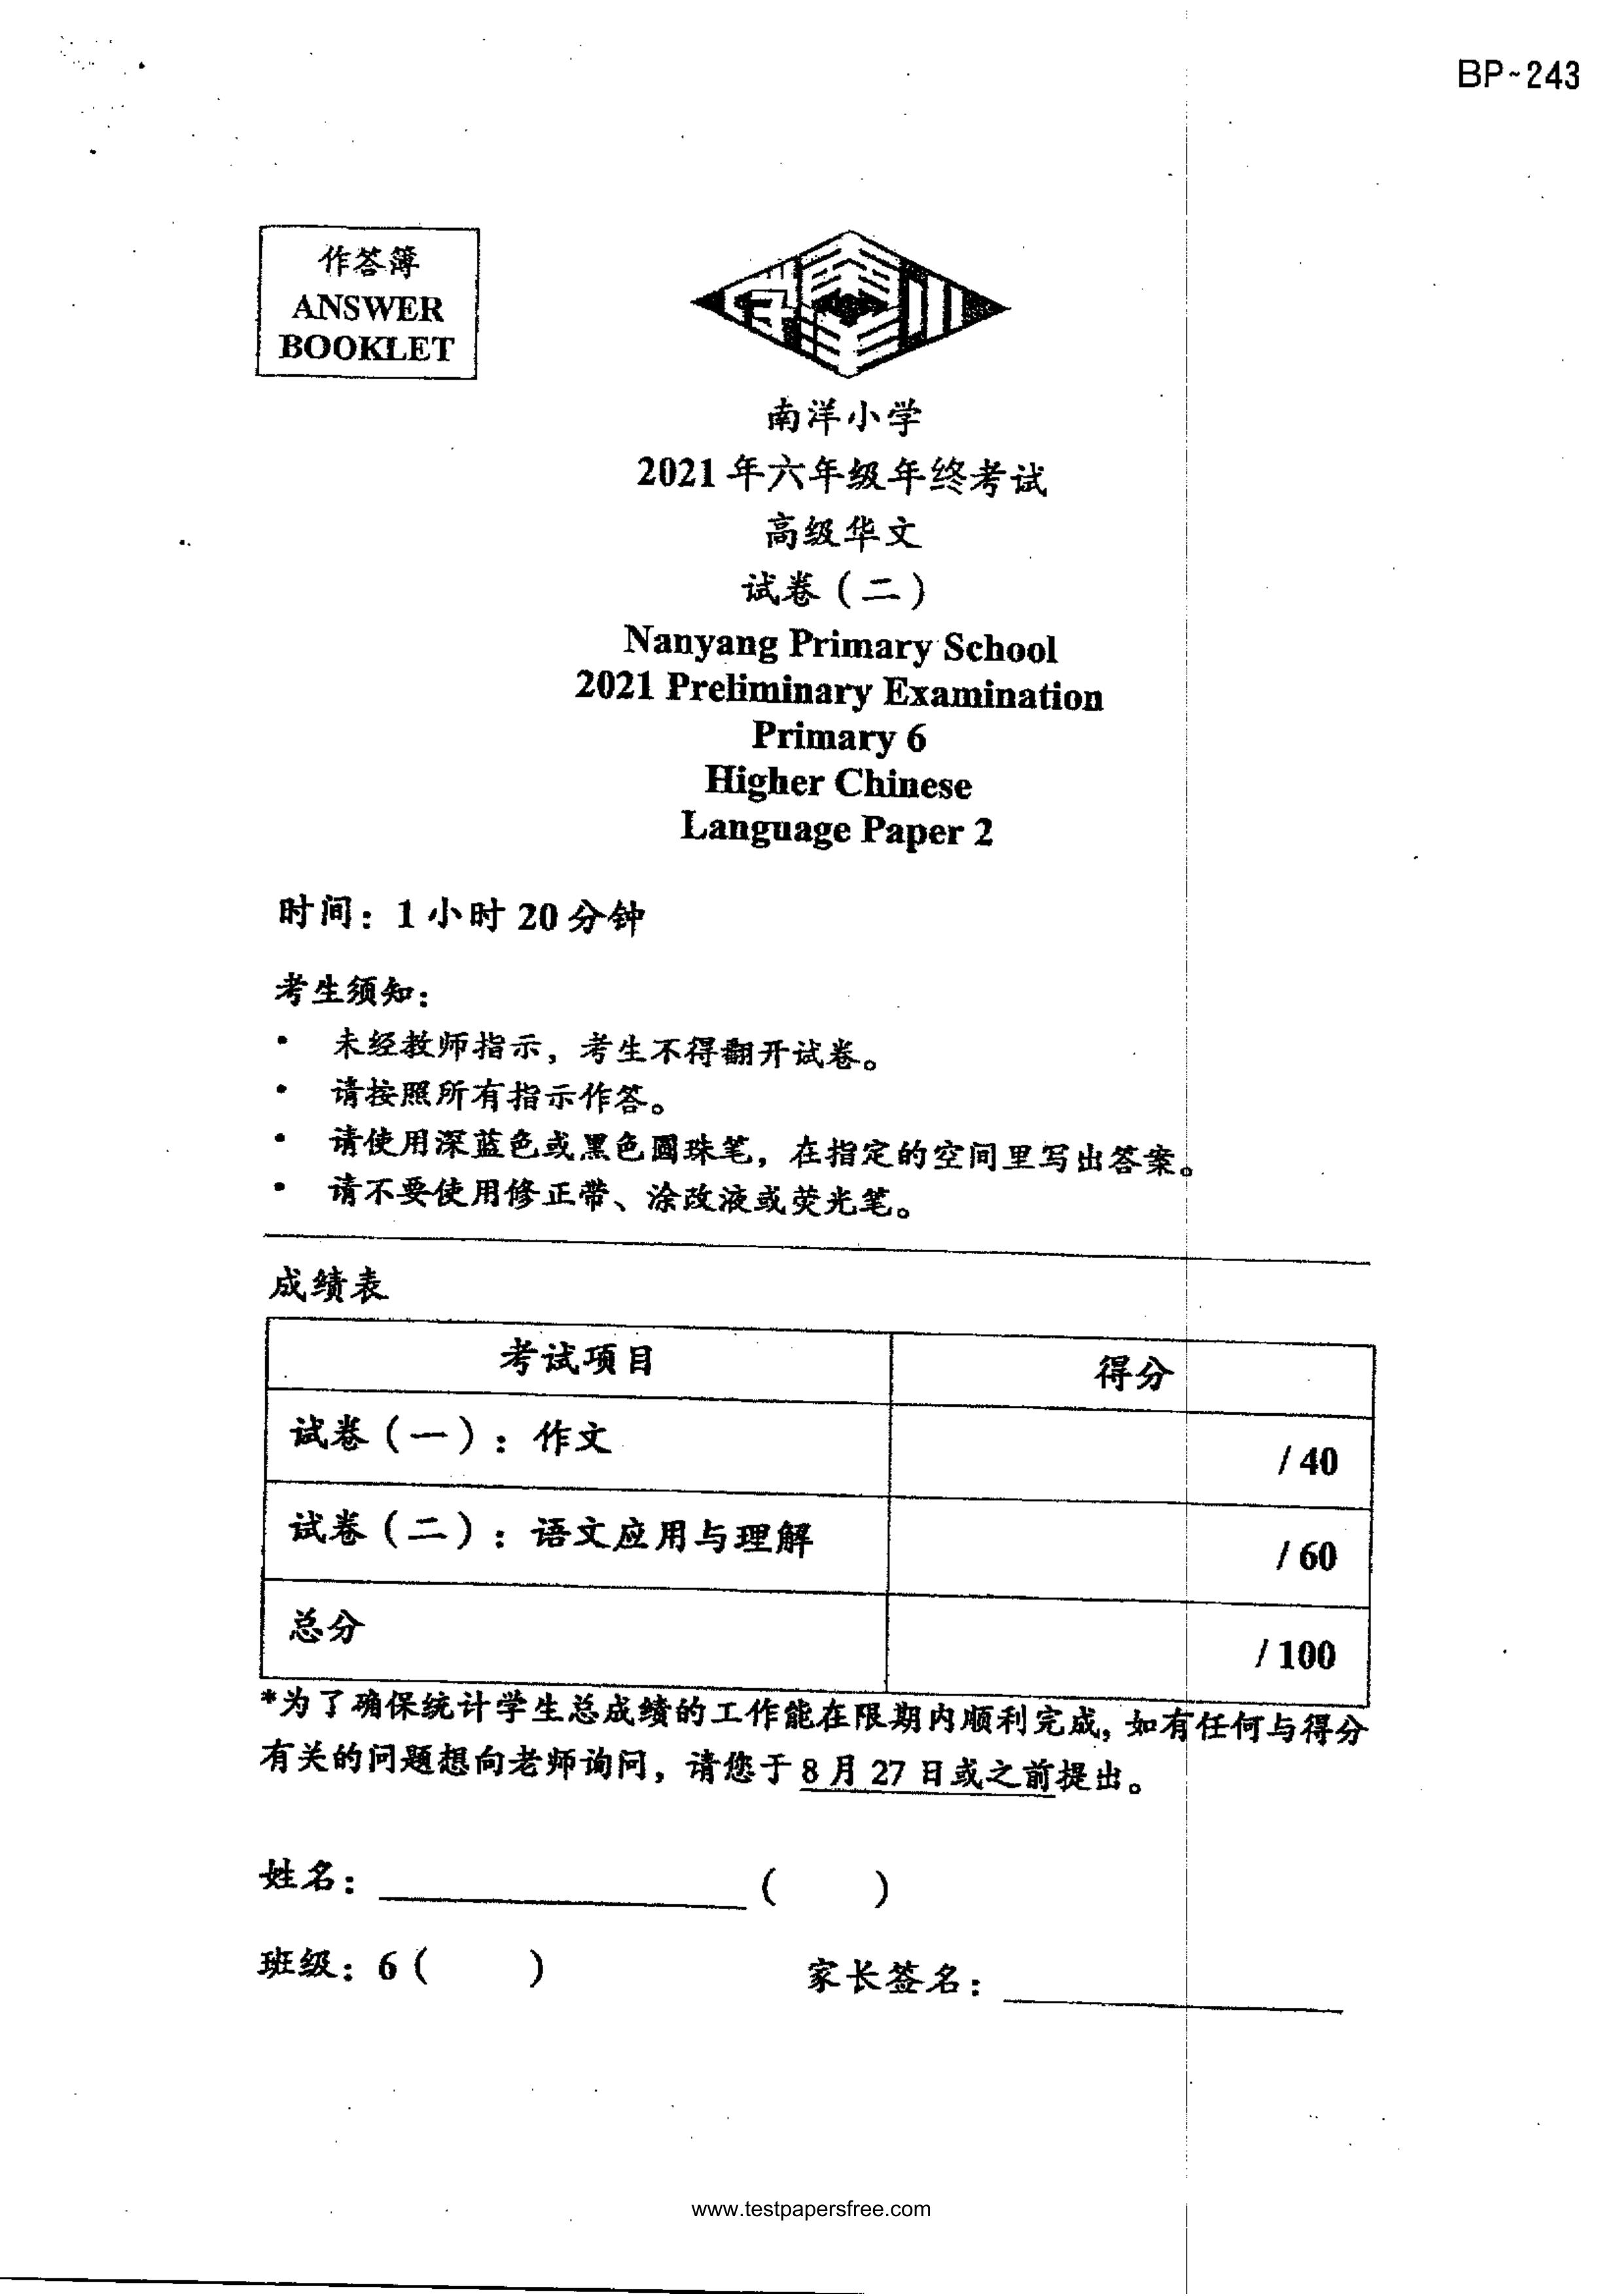 BP~243
作答簿
ANSWER
BOOKLET
南洋小学
2021 年六年级年终考试
高级华文
试卷（二）
Nanyang Primary School
2021 Preliminary Examination
Primary 6
Higher Chinese
Language Paper 2
时间：1 小时 20 分钟
考生须知：
• 未经教师指示，考生不得翻开试卷。
• 请按照所有指示作答。
• 请使用深蓝色或黑色圆珠笔，在指定的空间里写出答案。
• 请不要使用修正带、涂改液或荧光笔。
成绩表
考试项目 得分
试卷（一）：作文 / 40
试卷（二）：语文应用与理解 / 60
总分 / 100
*为了确保统计学生总成绩的工作能在限期内顺利完成，如有任何与得分
有关的问题想向老师询问，请您于 8 月 27 日或之前提出。
姓名：____________ ( )
班级：6 ( ) 家长签名：____________
www.testpapersfree.com